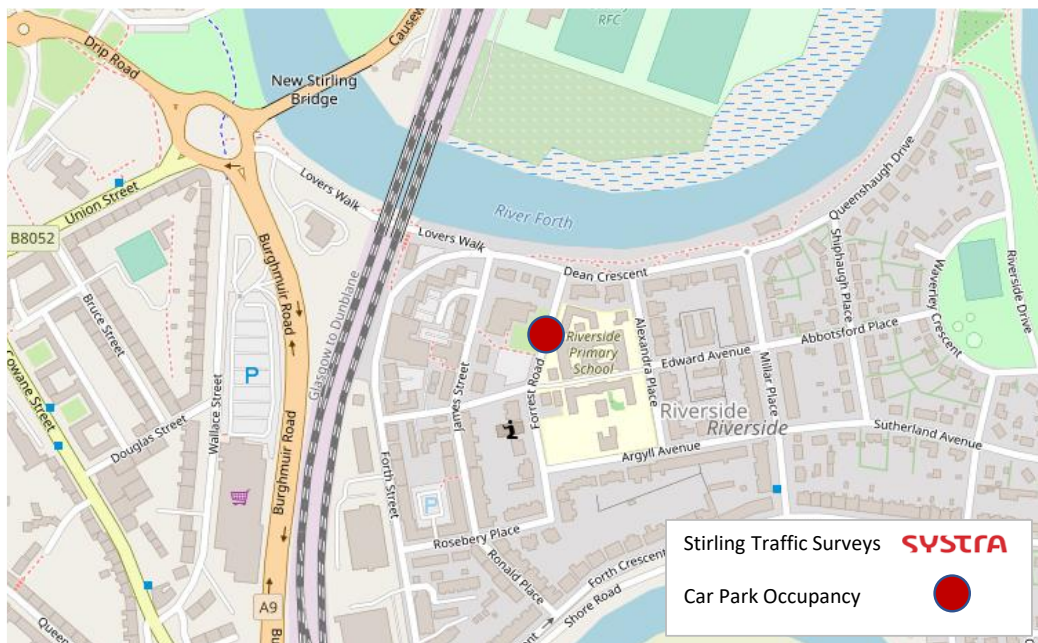 RFC
Drip Road
Causew
New Stirling
Bridge
Union Street
B8052
Lovers Walk
River Forth
Lovers Walk
Queenshaugh Drive
Dean Crescent
Shiphaugh Place
Waverley Crescent
Riverside Drive
Burghmuir Road
Bruce Street
Glasgow to Dunblane
Riverside
Primary
School
Alexandra Place
Abbotsford Place
Edward Avenue
Cowane Street
P
Wallace Street
James Street
Forrest Road
Millar Place
Riverside
Riverside
Douglas Street
Burghmuir Road
Sutherland Avenue
Argyll Avenue
Forth Street
P
Rosebery Place
Ronald Place
Forth Crescent
Shore Road
A9
Bu
Queen
Stirling Traffic Surveys SYSTRA
Car Park Occupancy